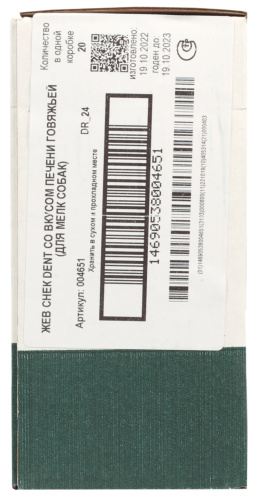 Количество
в одной
коробке
20
ИЗГОТОВЛЕНО
19.10.2022
ГОДЕН ДО
19.10.2023
ЖЕВ СНЕК DENT СО ВКУСОМ ПЕЧЕНИ ГОВЯЖЬЕЙ
(ДЛЯ МЕЛК СОБАК)
Артикул: 004651
DR_24
Хранить в сухом и прохладном месте
14690538004651